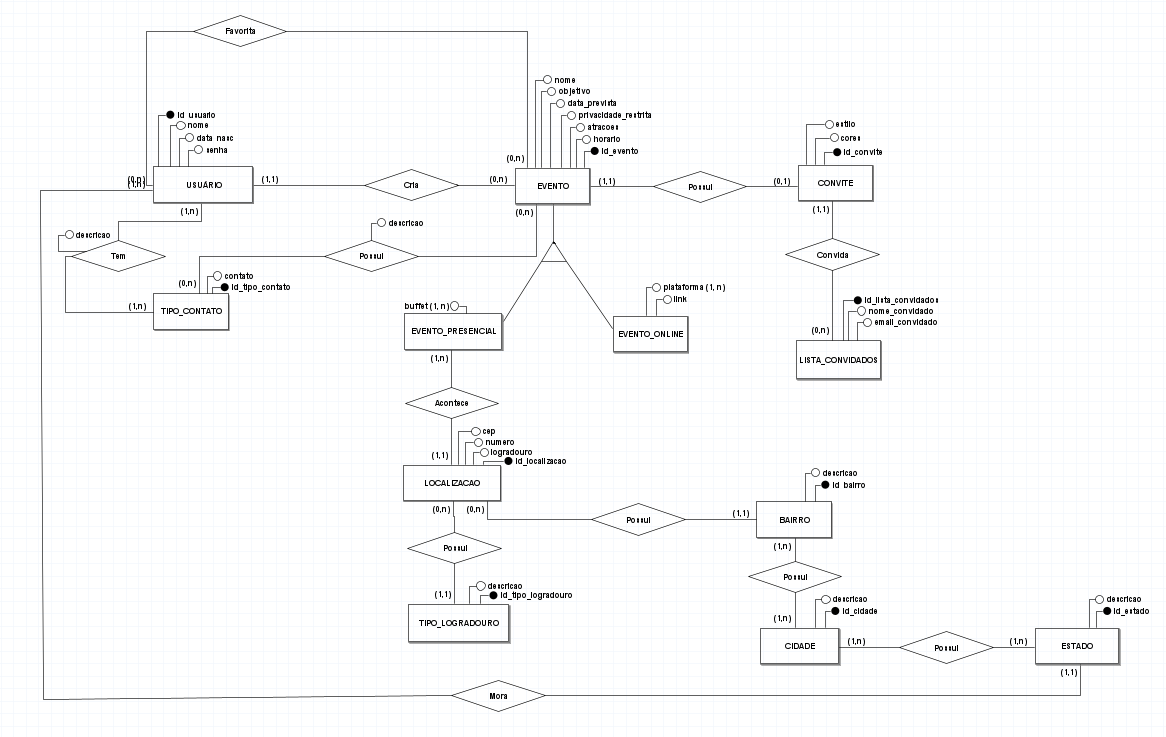 Favorita
nome
objetivo
data_prevista
privacidade_restrita
atracoes
horario
id_evento
id_usuario
nome
data_nasc
senha
estilo
cores
id_convite
(0,n)
(0,n)
(1,n)
USUÁRIO
(1,1)
Cria
(0,n)
EVENTO
(1,1)
Possui
(0,1)
CONVITE
(1,n)
(0,n)
(1,1)
descricao
Tem
descricao
Possui
Convida
(0,n)
contato
id_tipo_contato
(1,n)
TIPO_CONTATO
buffet (1, n)
EVENTO_PRESENCIAL
plataforma (1, n)
link
EVENTO_ONLINE
id_lista_convidados
nome_convidado
email_convidado
(0,n)
LISTA_CONVIDADOS
(1,n)
Acontece
cep
numero
logradouro
id_localizacao
(1,1)
LOCALIZACAO
(0,n)
(0,n)
Possui
(1,1)
descricao
id_bairro
BAIRRO
(1,n)
Possui
Possui
descricao
id_tipo_logradouro
(1,1)
TIPO_LOGRADOURO
descricao
id_cidade
(1,n)
CIDADE
(1,n)
Possui
(1,n)
descricao
id_estado
ESTADO
(1,1)
Mora